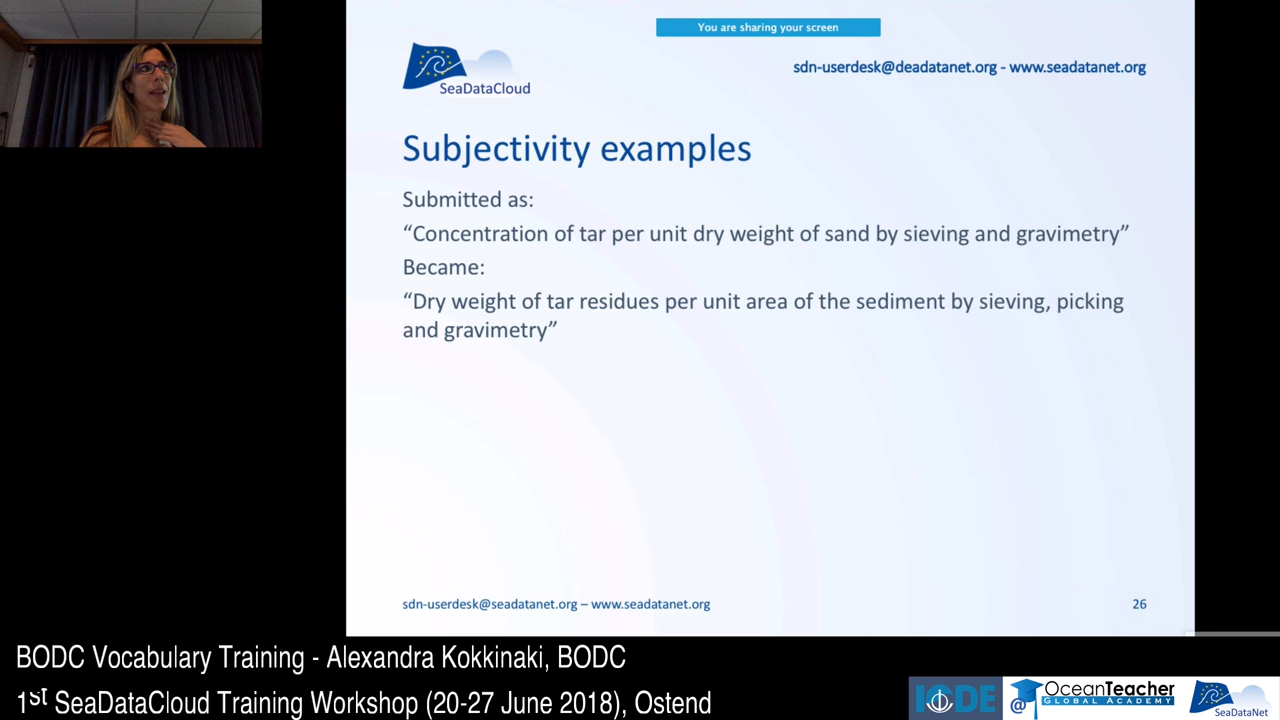 You are sharing your screen
sdn-userdesk@deadatanet.org - www.seadatanet.org
SeaDataCloud
Subjectivity examples
Submitted as:
“Concentration of tar per unit dry weight of sand by sieving and gravimetry”
Became:
“Dry weight of tar residues per unit area of the sediment by sieving, picking
and gravimetry”
sdn-userdesk@seadatanet.org – www.seadatanet.org
26
BODC Vocabulary Training - Alexandra Kokkinaki, BODC
1st SeaDataCloud Training Workshop (20-27 June 2018), Ostend
IODE
@ OceanTeacher
GLOBAL ACADEMY
SeaDataNet